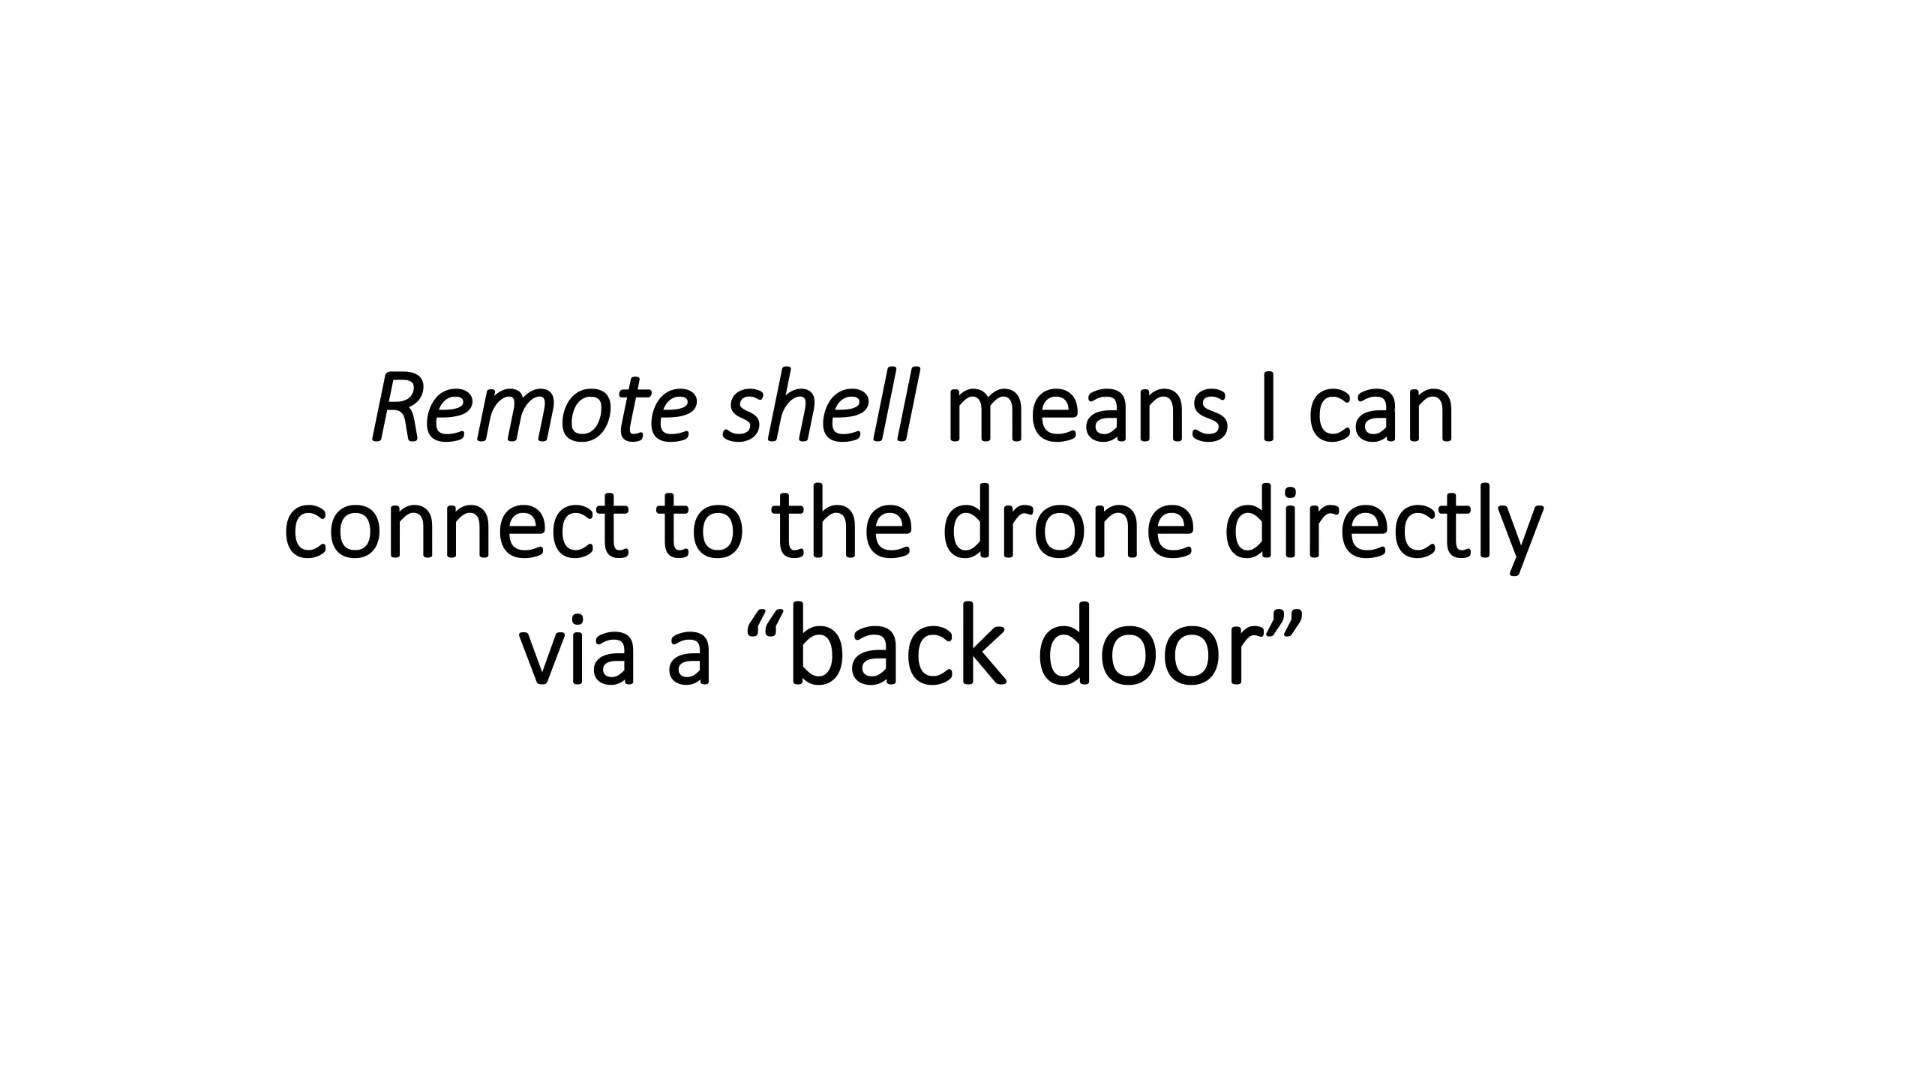 Remote shell means I can
connect to the drone directly
via a “back door”